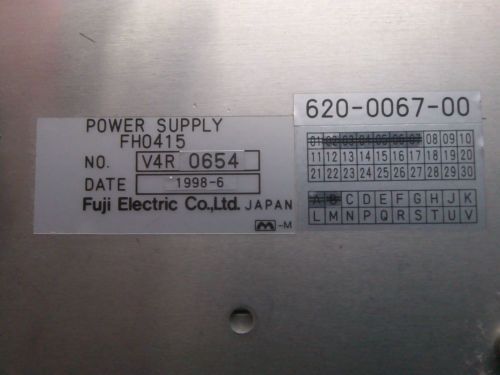 POWER SUPPLY
FH0415
NO. V4R 0654
DATE 1998-6
Fuji Electric Co.,Ltd. JAPAN
-M
620-0067-00
01 02 03 04 05 06 07 08 09 10
11 12 13 14 15 16 17 18 19 20
21 22 23 24 25 26 27 28 29 30
A B C D E F G H J K
L M N P Q R S T U V